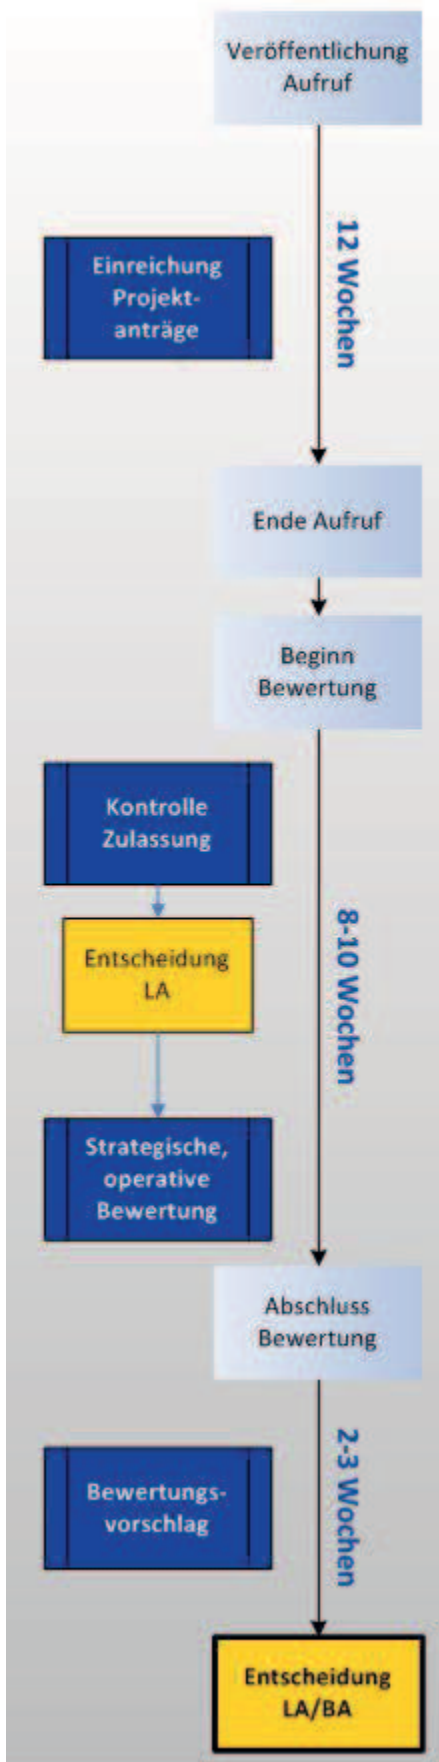 Veröffentlichung
Aufruf
12 Wochen
Einreichung
Projekt-
anträge
Ende Aufruf
Beginn
Bewertung
Kontrolle
Zulassung
8-10 Wochen
Entscheidung
LA
Strategische,
operative
Bewertung
Abschluss
Bewertung
2-3 Wochen
Bewertungs-
vorschlag
Entscheidung
LA/BA